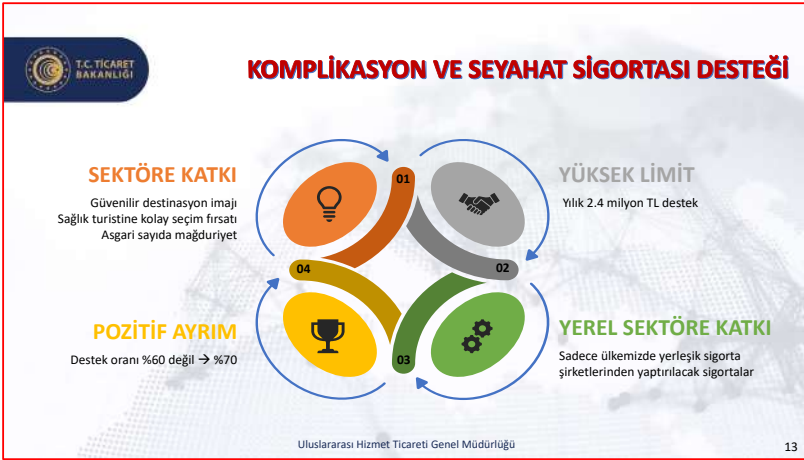 T.C. TİCARET
BAKANLIĞI
KOMPLİKASYON VE SEYAHAT SİGORTASI DESTEĞİ
SEKTÖRE KATKI
Güvenilir destinasyon imajı
Sağlık turistine kolay seçim fırsatı
Asgari sayıda mağduriyet
01
YÜKSEK LİMİT
Yılık 2.4 milyon TL destek
02
04
POZİTİF AYRIM
Destek oranı %60 değil → %70
03
YEREL SEKTÖRE KATKI
Sadece ülkemizde yerleşik sigorta
şirketlerinden yaptırılacak sigortalar
Uluslararası Hizmet Ticareti Genel Müdürlüğü
13